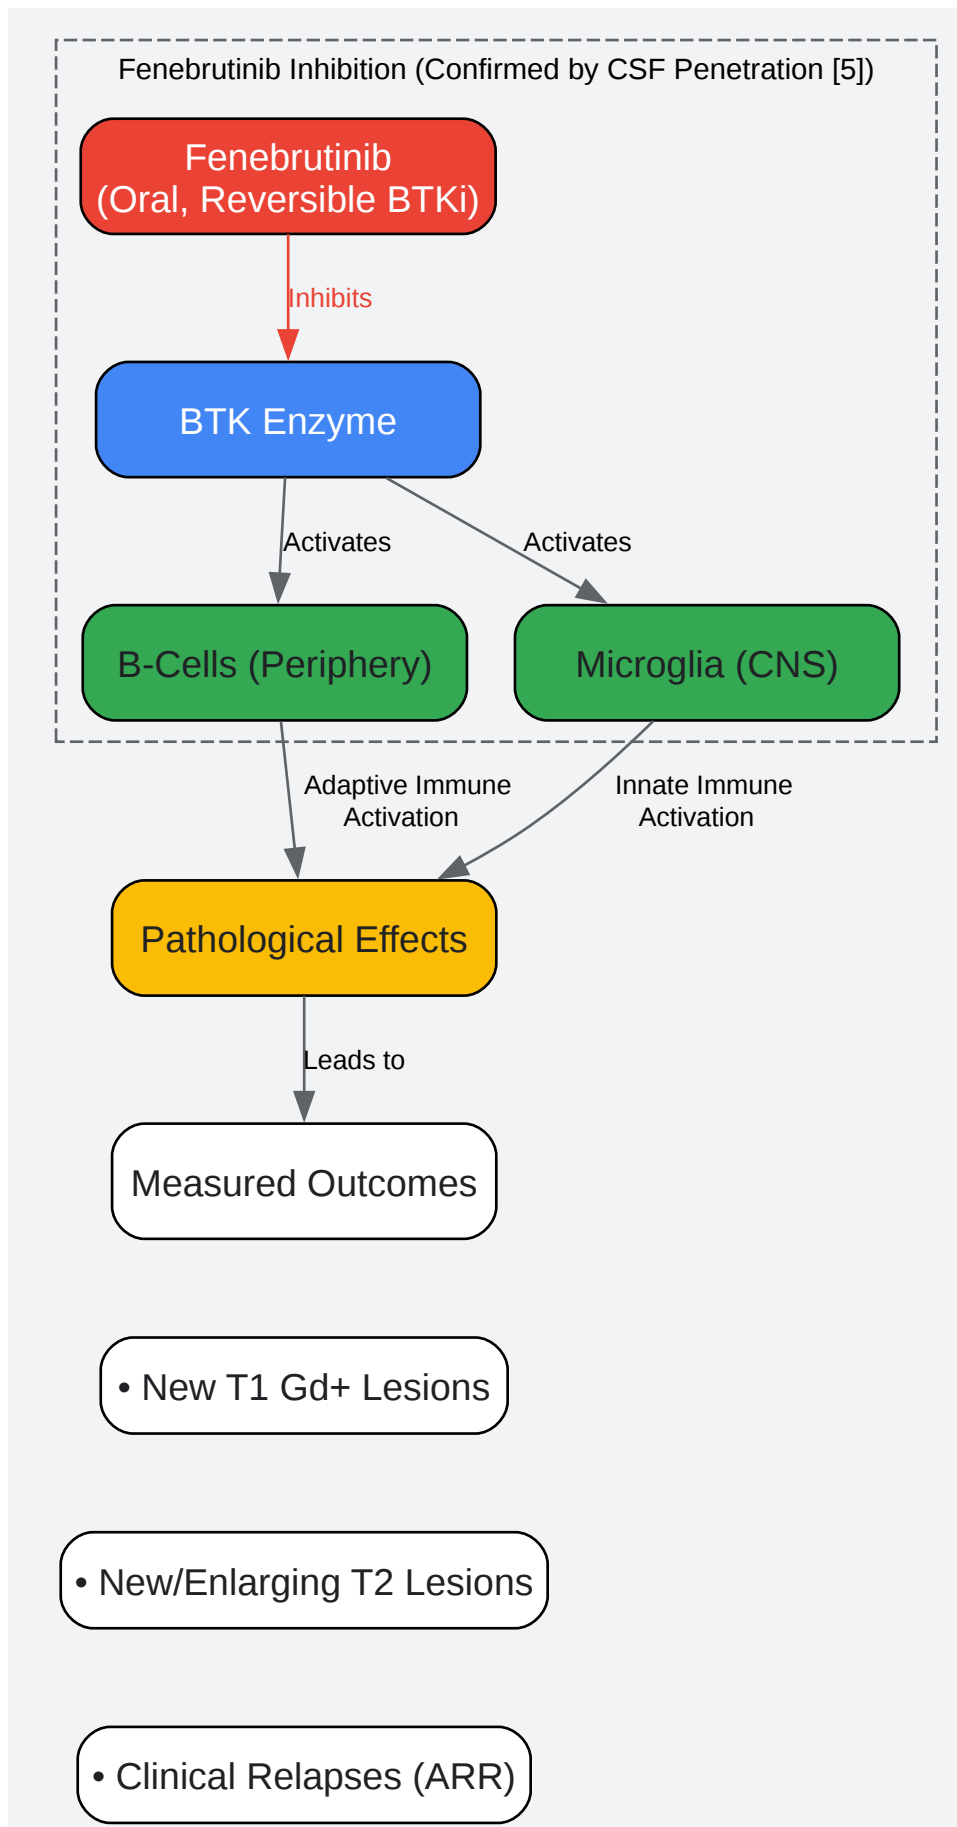 Fenebrutinib Inhibition (Confirmed by CSF Penetration [5])
Fenebrutinib
(Oral, Reversible BTKi)
Inhibits
BTK Enzyme
Activates
Activates
B-Cells (Periphery)
Microglia (CNS)
Adaptive Immune
Activation
Innate Immune
Activation
Pathological Effects
Leads to
Measured Outcomes
• New T1 Gd+ Lesions
• New/Enlarging T2 Lesions
• Clinical Relapses (ARR)